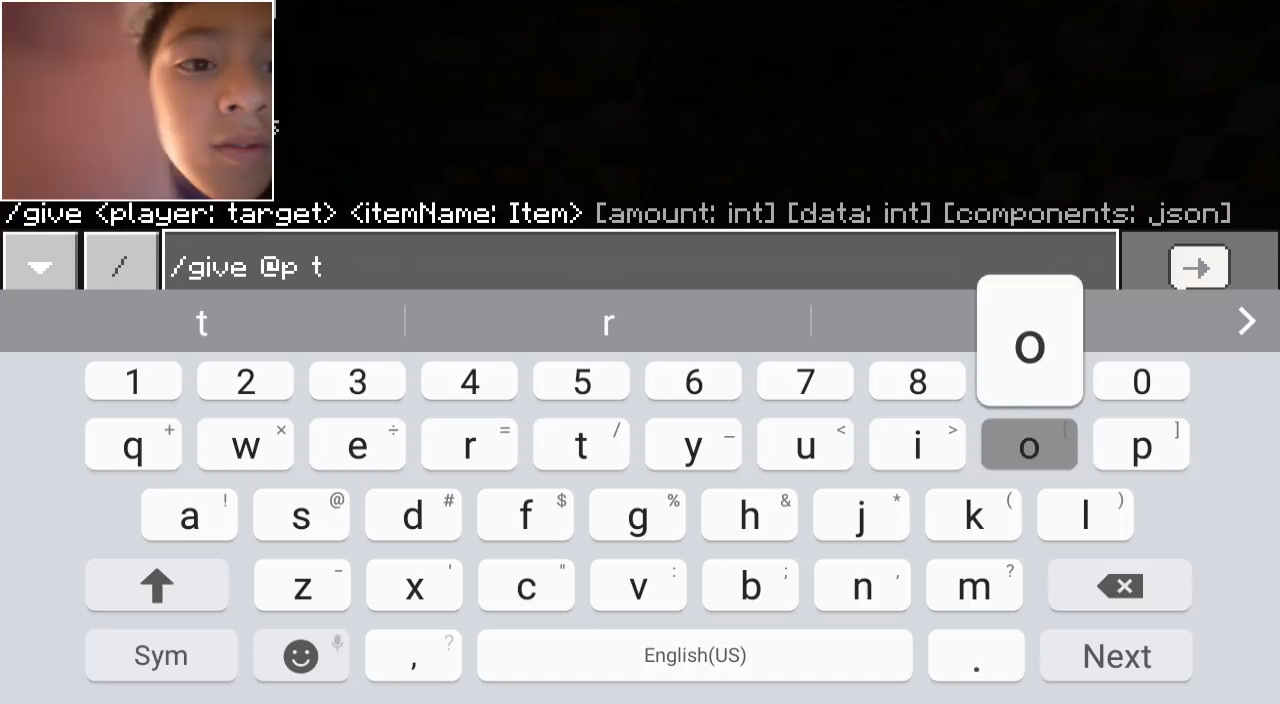 s
/give <player: target> <itemName: Item> [amount: int] [data: int] [components: json]
/ /give @p t
t r
o
1 2 3 4 5 6 7 8 0
q + w × e ÷ r = t / y _ u < i > o [ p ]
a ! s @ d # f $ g % h & j * k ( l )
z - x ' c " v : b ; n , m ?
Sym , ? English(US) . Next